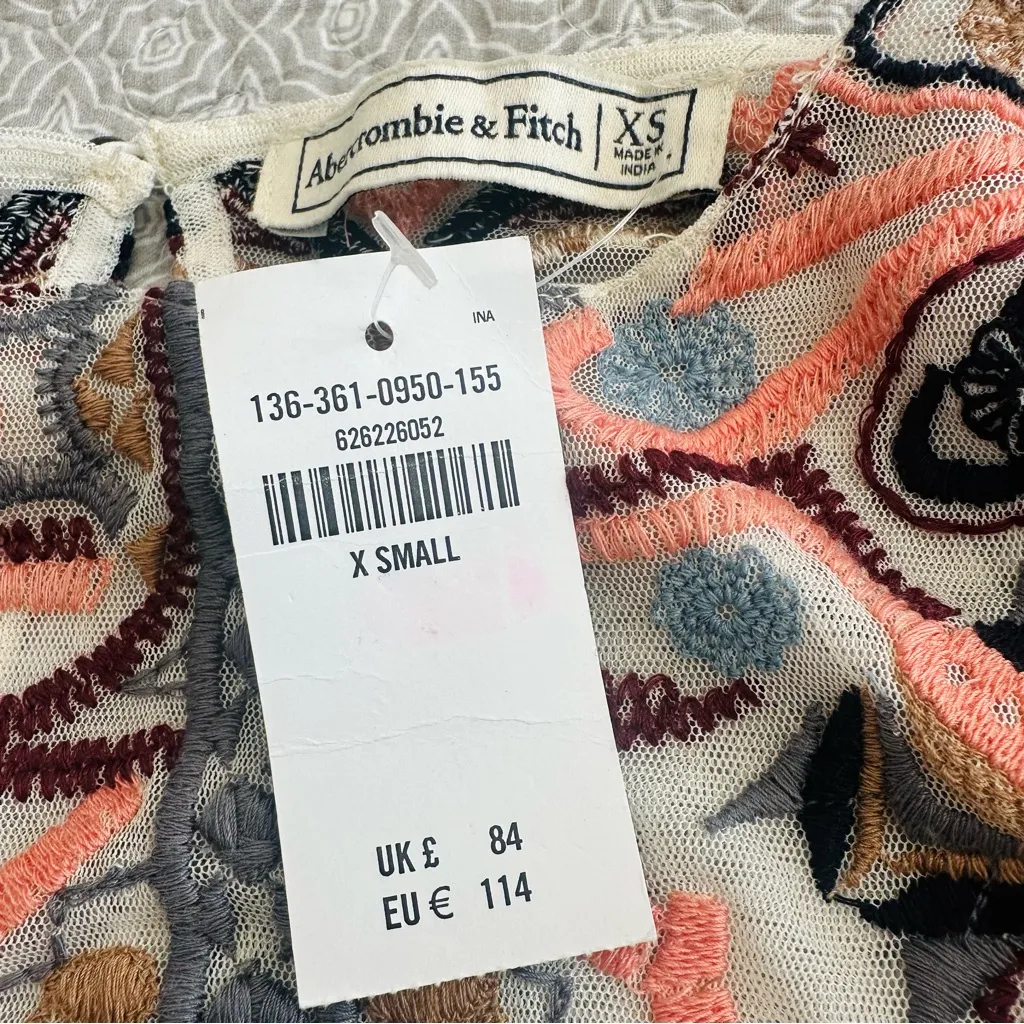 Abercrombie & Fitch
XS
MADE IN
INDIA
INA
136-361-0950-155
626226052
X SMALL
UK £ 84
EU € 114